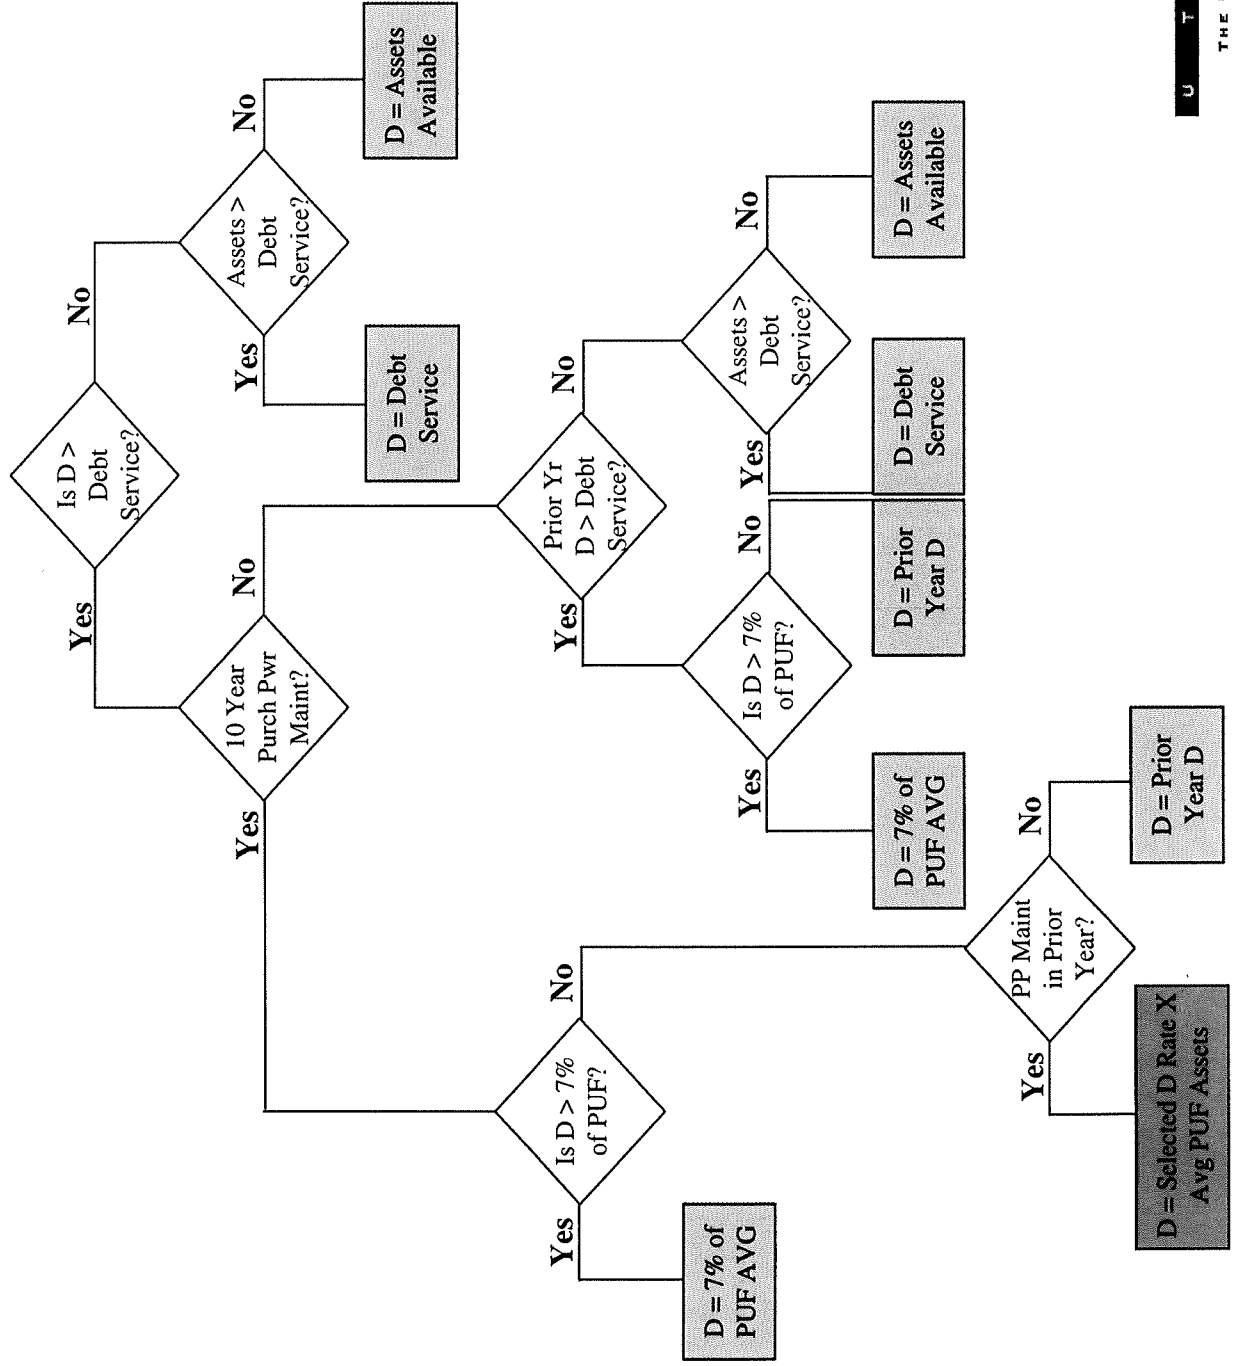 Is D >
Debt
Service?
Yes
No
10 Year
Purch Pwr
Maint?
Yes
No
Assets >
Debt
Service?
Yes
No
D = Debt
Service
D = Assets
Available
Is D > 7%
of PUF?
Yes
No
Prior Yr
D > Debt
Service?
Yes
No
D = 7% of
PUF AVG
Is D > 7%
of PUF?
Yes
No
Assets >
Debt
Service?
Yes
No
D = 7% of
PUF AVG
D = Prior
Year D
D = Debt
Service
D = Assets
Available
PP Maint
in Prior
Year?
Yes
No
D = Selected D Rate X
Avg PUF Assets
D = Prior
Year D
U T
THE